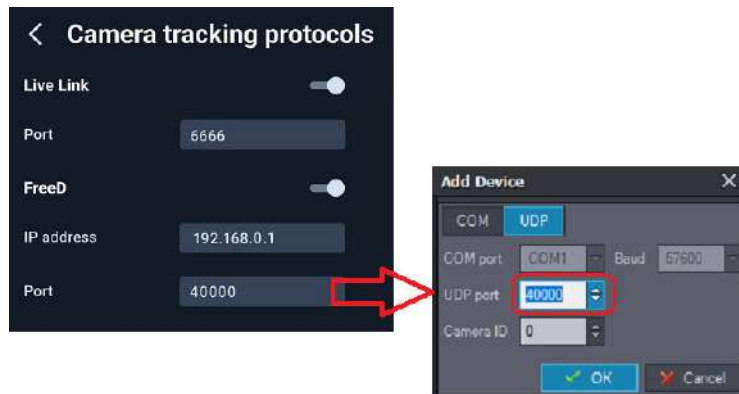 Camera tracking protocols
Live Link
Port 6666
FreeD
IP address 192.168.0.1
Port 40000
Add Device X
COM UDP
COM port COM1 Baud 57600
UDP port 40000
Camera ID 0
OK Cancel